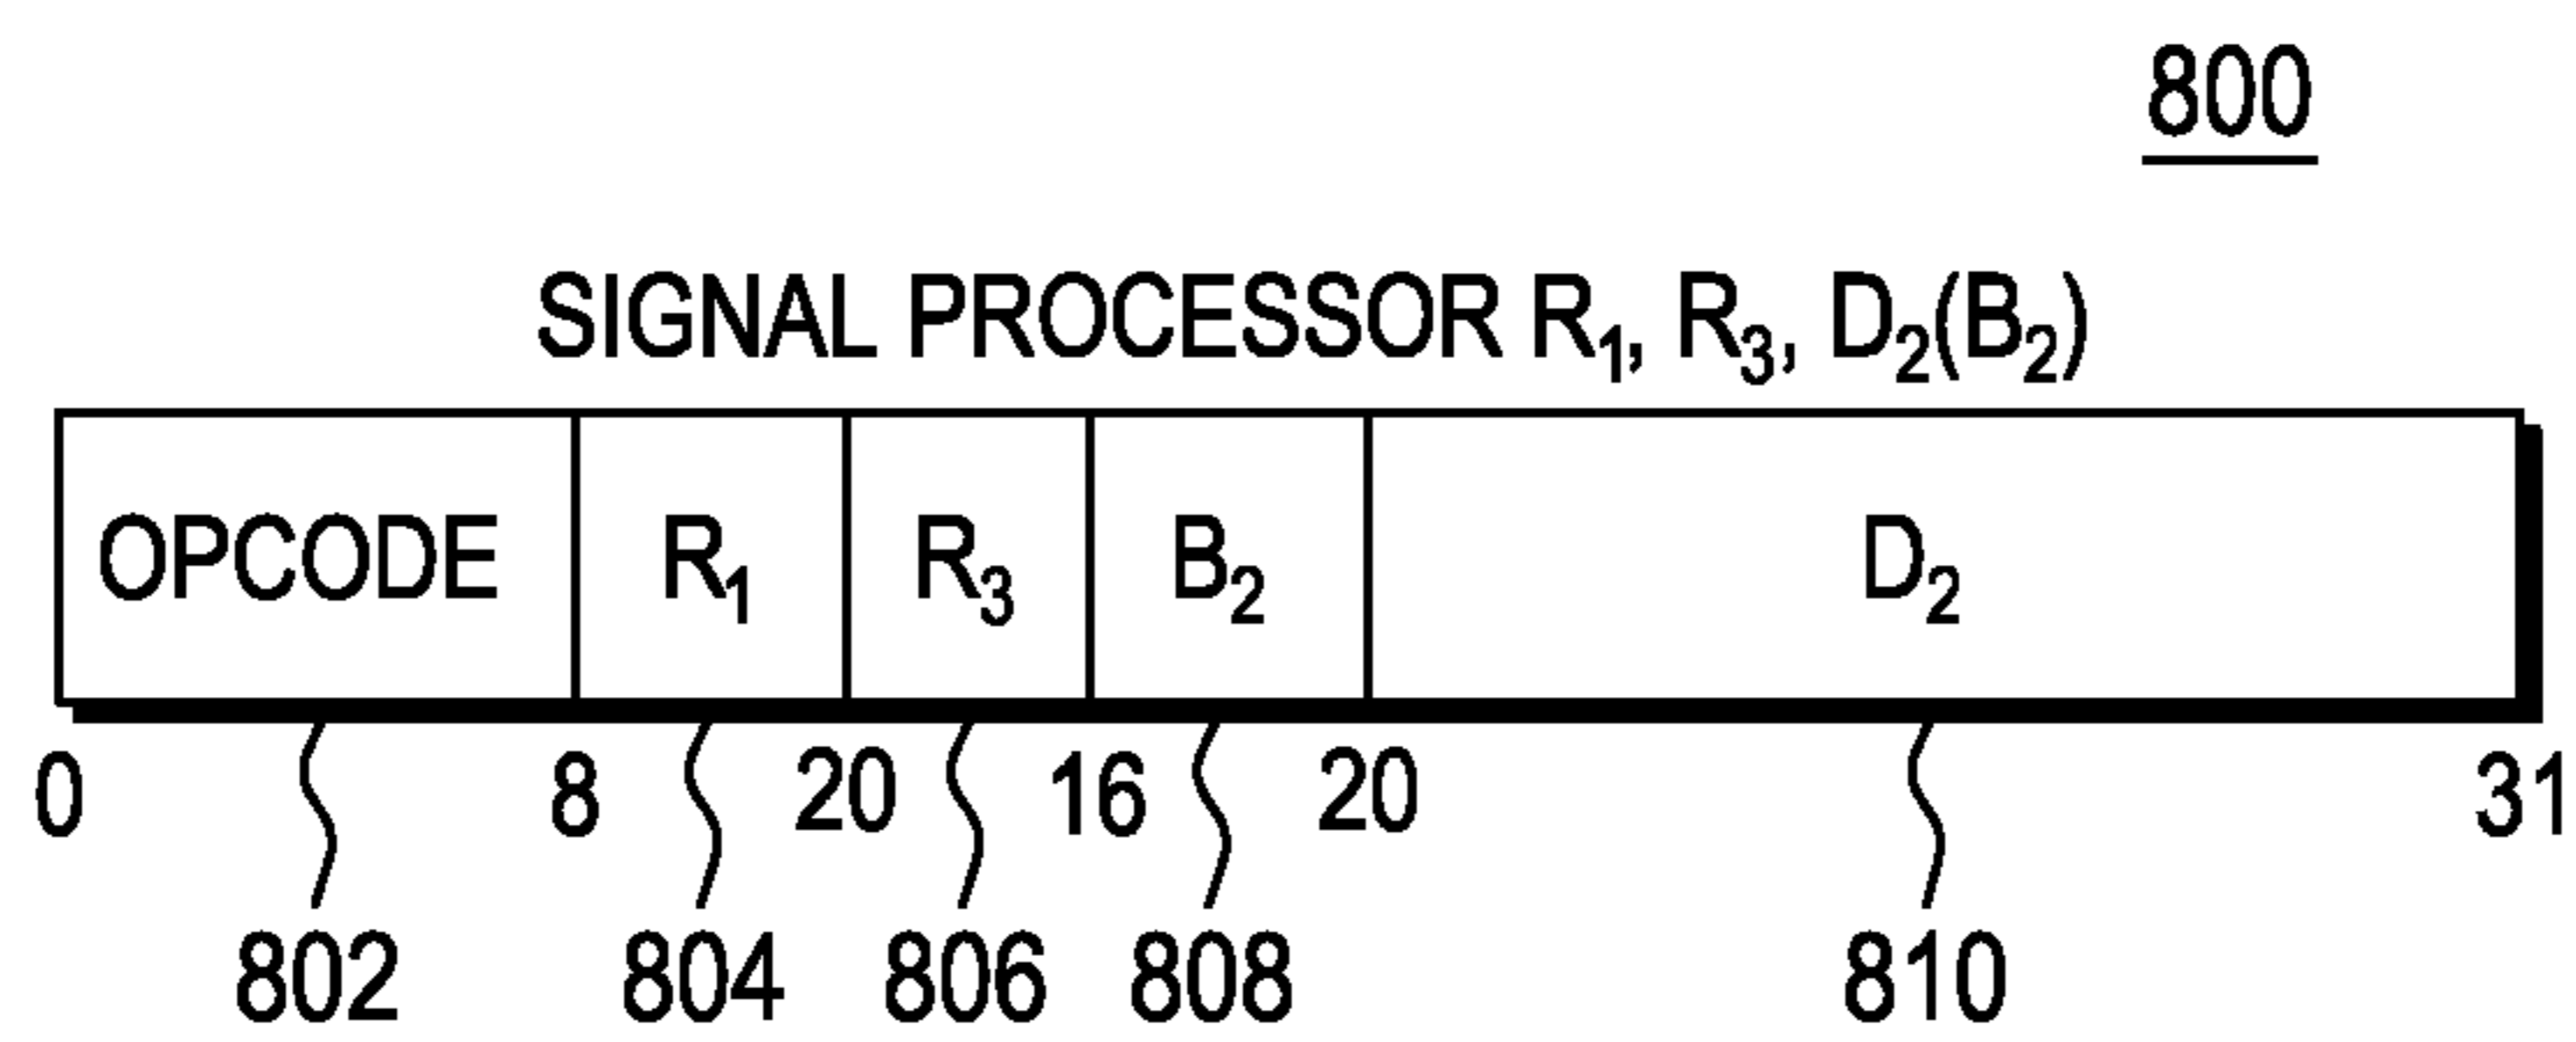 800
SIGNAL PROCESSOR R₁, R₃, D₂(B₂)
OPCODE R₁ R₃ B₂ D₂
0 8 20 16 20 31
802 804 806 808 810